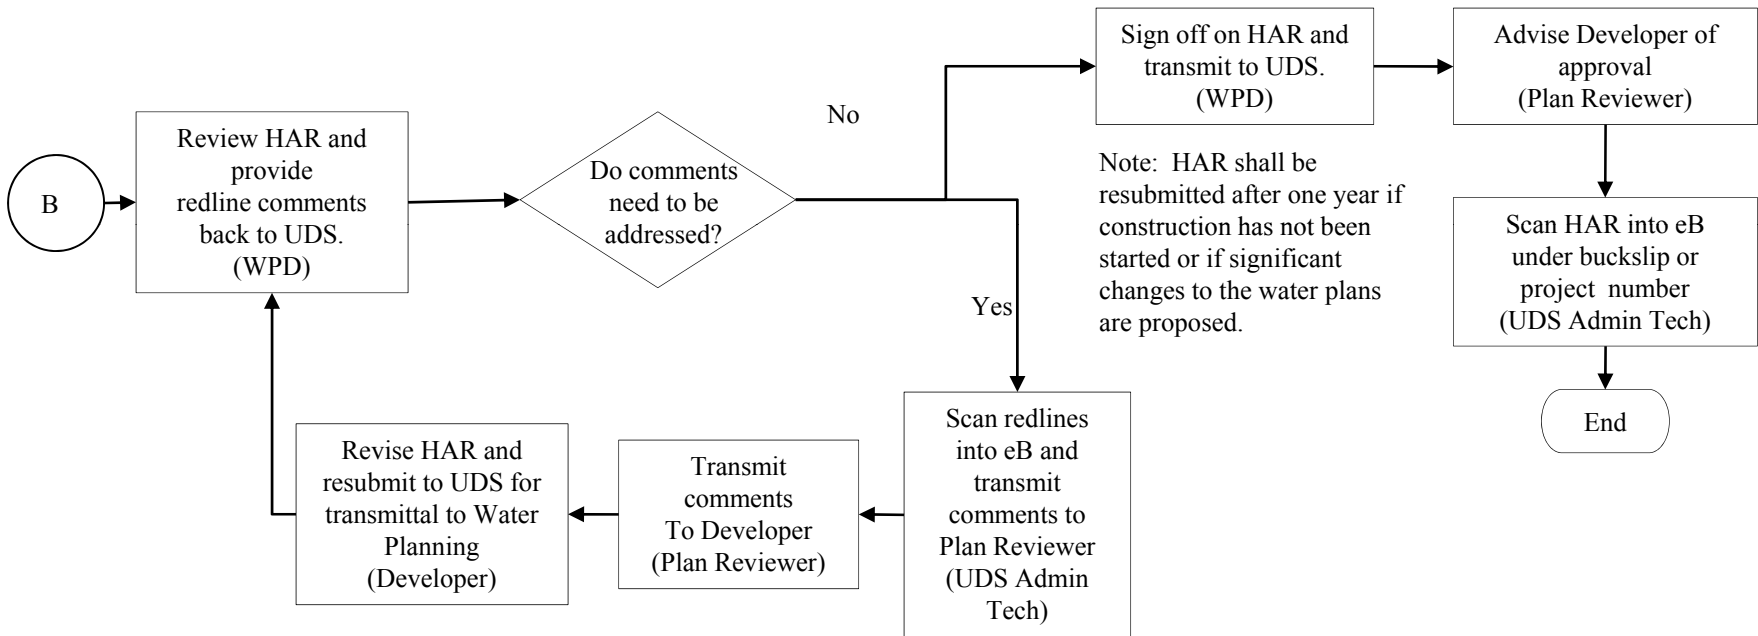 B
Review HAR and
provide
redline comments
back to UDS.
(WPD)
Do comments
need to be
addressed?
No
Yes
Sign off on HAR and
transmit to UDS.
(WPD)
Note: HAR shall be
resubmitted after one year if
construction has not been
started or if significant
changes to the water plans
are proposed.
Advise Developer of
approval
(Plan Reviewer)
Scan HAR into eB
under buckslip or
project number
(UDS Admin Tech)
End
Scan redlines
into eB and
transmit
comments to
Plan Reviewer
(UDS Admin
Tech)
Transmit
comments
To Developer
(Plan Reviewer)
Revise HAR and
resubmit to UDS for
transmittal to Water
Planning
(Developer)